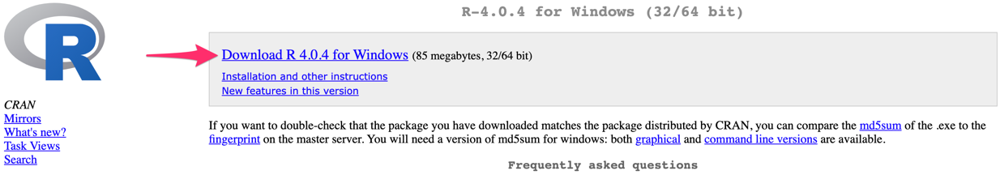 R-4.0.4 for Windows (32/64 bit)
R
Download R 4.0.4 for Windows (85 megabytes, 32/64 bit)
Installation and other instructions
New features in this version
CRAN
Mirrors
What's new?
Task Views
Search
If you want to double-check that the package you have downloaded matches the package distributed by CRAN, you can compare the md5sum of the .exe to the
fingerprint on the master server. You will need a version of md5sum for windows: both graphical and command line versions are available.
Frequently asked questions